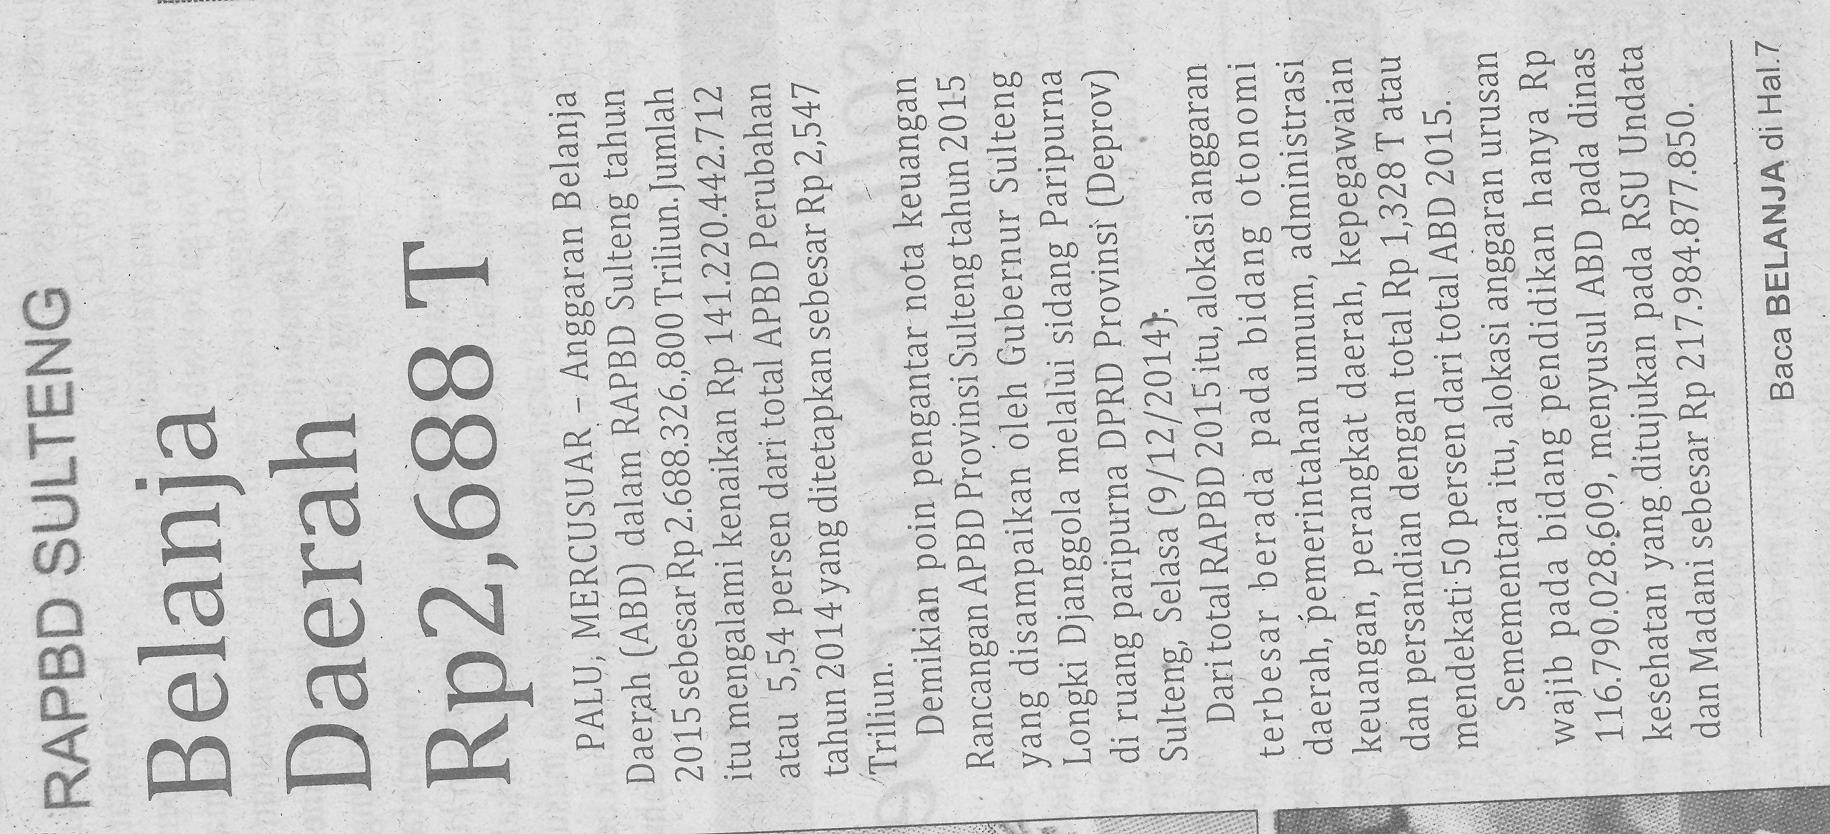 RAPBD SULTENG
Belanja
Daerah
Rp2,688 T
PALU, MERCUSUAR – Anggaran Belanja
Daerah (ABD) dalam RAPBD Sulteng tahun
2015 sebesar Rp2.688.326.,800 Triliun. Jumlah
itu mengalami kenaikan Rp 141.220.442.712
atau 5,54 persen dari total APBD Perubahan
tahun 2014 yang ditetapkan sebesar Rp 2,547
Triliun.
Demikian poin pengantar nota keuangan
Rancangan APBD Provinsi Sulteng tahun 2015
yang disampaikan oleh Gubernur Sulteng
Longki Djanggola melalui sidang Paripurna
di ruang paripurna DPRD Provinsi (Deprov)
Sulteng, Selasa (9/12/2014).
Dari total RAPBD 2015 itu, alokasi anggaran
terbesar berada pada bidang otonomi
daerah, pemerintahan umum, administrasi
keuangan, perangkat daerah, kepegawaian
dan persandian dengan total Rp 1,328 T atau
mendekati 50 persen dari total ABD 2015.
Semementara itu, alokasi anggaran urusan
wajib pada bidang pendidikan hanya Rp
116.790.028.609, menyusul ABD pada dinas
kesehatan yang ditujukan pada RSU Undata
dan Madani sebesar Rp 217.984.877.850.
Baca BELANJA di Hal.7